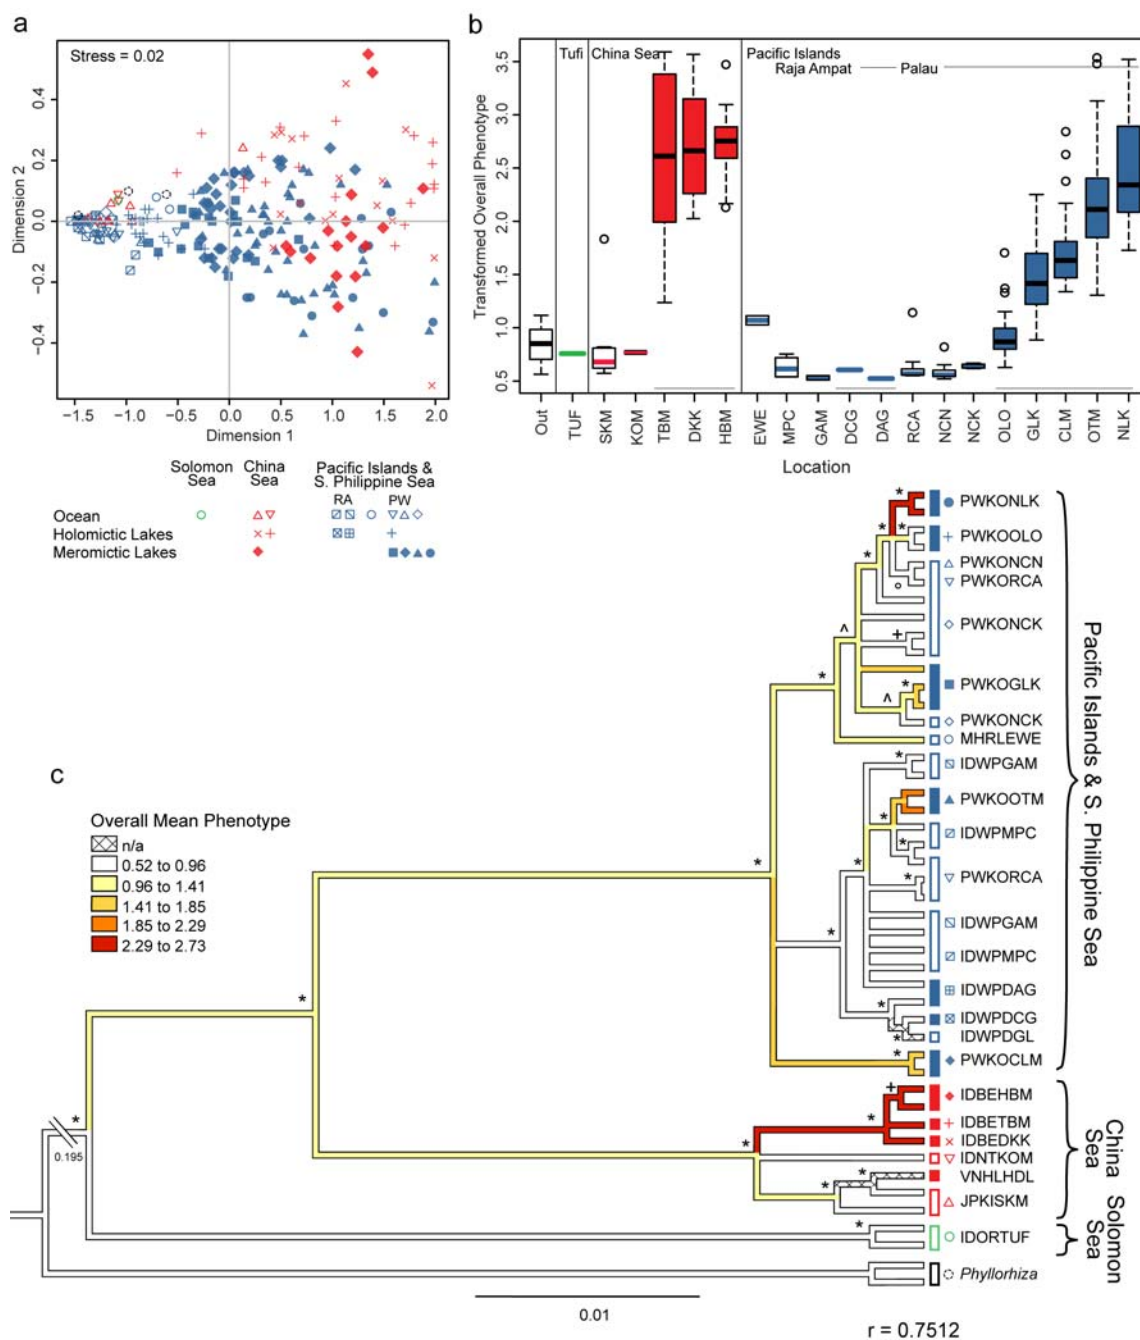 a
Stress = 0.02
Dimension 2
0.4
0.2
0.0
−0.2
−0.4
−1.5 −1.0 −0.5 0.0 0.5 1.0 1.5 2.0
Dimension 1
Solomon Sea
China Sea
Pacific Islands & S. Philippine Sea
RA PW
Ocean
Holomictic Lakes
Meromictic Lakes
b
Transformed Overall Phenotype
3.5
3.0
2.5
2.0
1.5
1.0
0.5
Tufi
China Sea
Pacific Islands
Raja Ampat
Palau
Out TUF SKM KOM TBM DKK HBM EWE MPC GAM DCG DAG RCA NCN NCK OLO GLK CLM OTM NLK
Location
c
Overall Mean Phenotype
n/a
0.52 to 0.96
0.96 to 1.41
1.41 to 1.85
1.85 to 2.29
2.29 to 2.73
PWKONLK
PWKOOLO
PWKONCN
PWKORCA
PWKONCK
PWKOGLK
PWKONCK
MHRLEWE
IDWPGAM
PWKOOTM
IDWPMPC
PWKORCA
IDWPGAM
IDWPMPC
IDWPDAG
IDWPDCG
IDWPDGL
PWKOCLM
Pacific Islands & S. Philippine Sea
IDBEHBM
IDBETBM
IDBEDKK
IDNTKOM
VNHLHDL
JPKISKM
China Sea
IDORTUF
Solomon Sea
Phyllorhiza
0.195
0.01
r = 0.7512